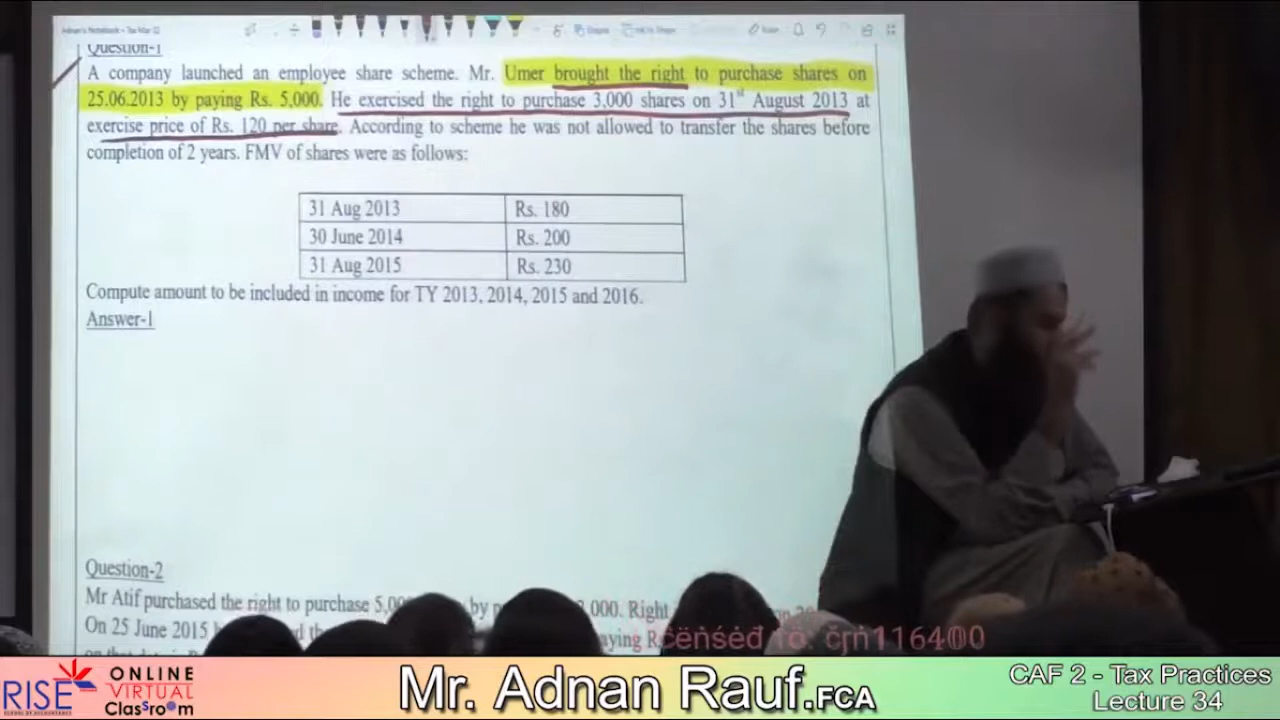 Question-1
A company launched an employee share scheme. Mr. Umer brought the right to purchase shares on
25.06.2013 by paying Rs. 5,000. He exercised the right to purchase 3,000 shares on 31st August 2013 at
exercise price of Rs. 120 per share. According to scheme he was not allowed to transfer the shares before
completion of 2 years. FMV of shares were as follows:
31 Aug 2013 Rs. 180
30 June 2014 Rs. 200
31 Aug 2015 Rs. 230
Compute amount to be included in income for TY 2013, 2014, 2015 and 2016.
Answer-1
Question-2
Mr Atif purchased the right to purchase by 000. Right
On 25 June 2015 paying
RISE
ONLINE
VIRTUAL
Classroom
Mr. Adnan Rauf.FCA
CAF 2 - Tax Practices
Lecture 34